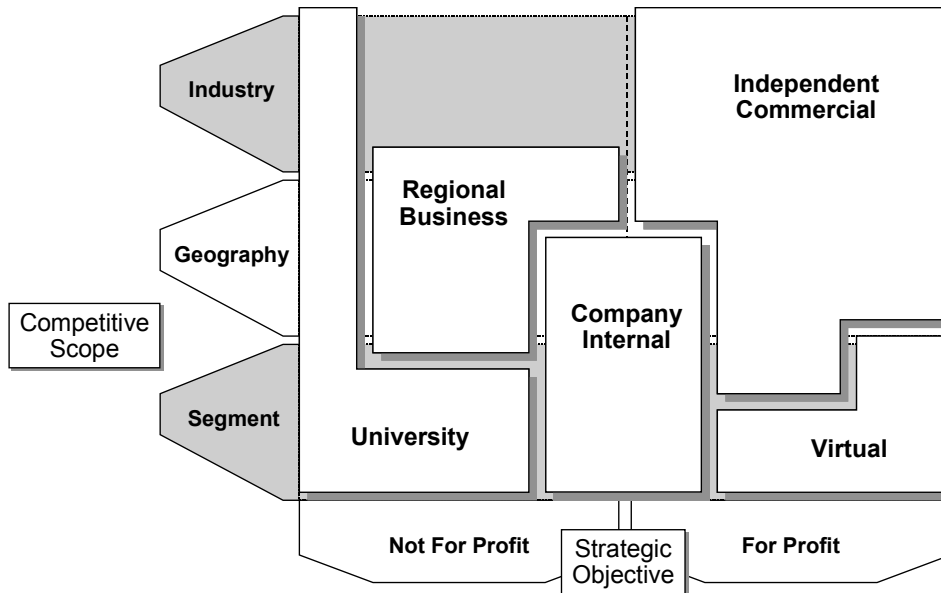 Industry
Independent
Commercial
Regional
Business
Geography
Competitive
Scope
Company
Internal
Segment
University
Virtual
Not For Profit
Strategic
Objective
For Profit